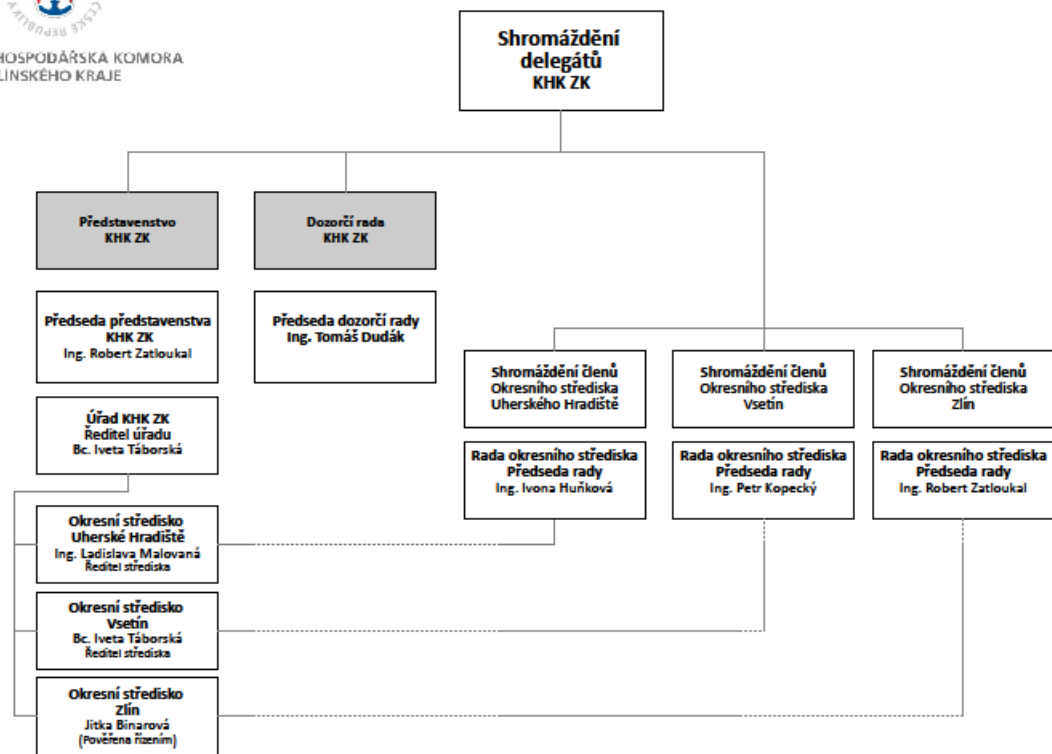 ČESKÉ REPUBLIKY
HOSPODÁŘSKÁ KOMORA
LÍNSKÉHO KRAJE
Shromáždění
delegátů
KHK ZK
Představenstvo
KHK ZK
Dozorčí rada
KHK ZK
Předseda představenstva
KHK ZK
Ing. Robert Zatloukal
Předseda dozorčí rady
Ing. Tomáš Dudák
Úřad KHK ZK
Ředitel úřadu
Bc. Iveta Táborská
Shromáždění členů
Okresního střediska
Uherského Hradiště
Shromáždění členů
Okresního střediska
Vsetín
Shromáždění členů
Okresního střediska
Zlín
Rada okresního střediska
Předseda rady
Ing. Ivona Huňková
Rada okresního střediska
Předseda rady
Ing. Petr Kopecký
Rada okresního střediska
Předseda rady
Ing. Robert Zatloukal
Okresní středisko
Uherské Hradiště
Ing. Ladislava Malovaná
Ředitel střediska
Okresní středisko
Vsetín
Bc. Iveta Táborská
Ředitel střediska
Okresní středisko
Zlín
Jitka Binarová
(Pověřena řízením)